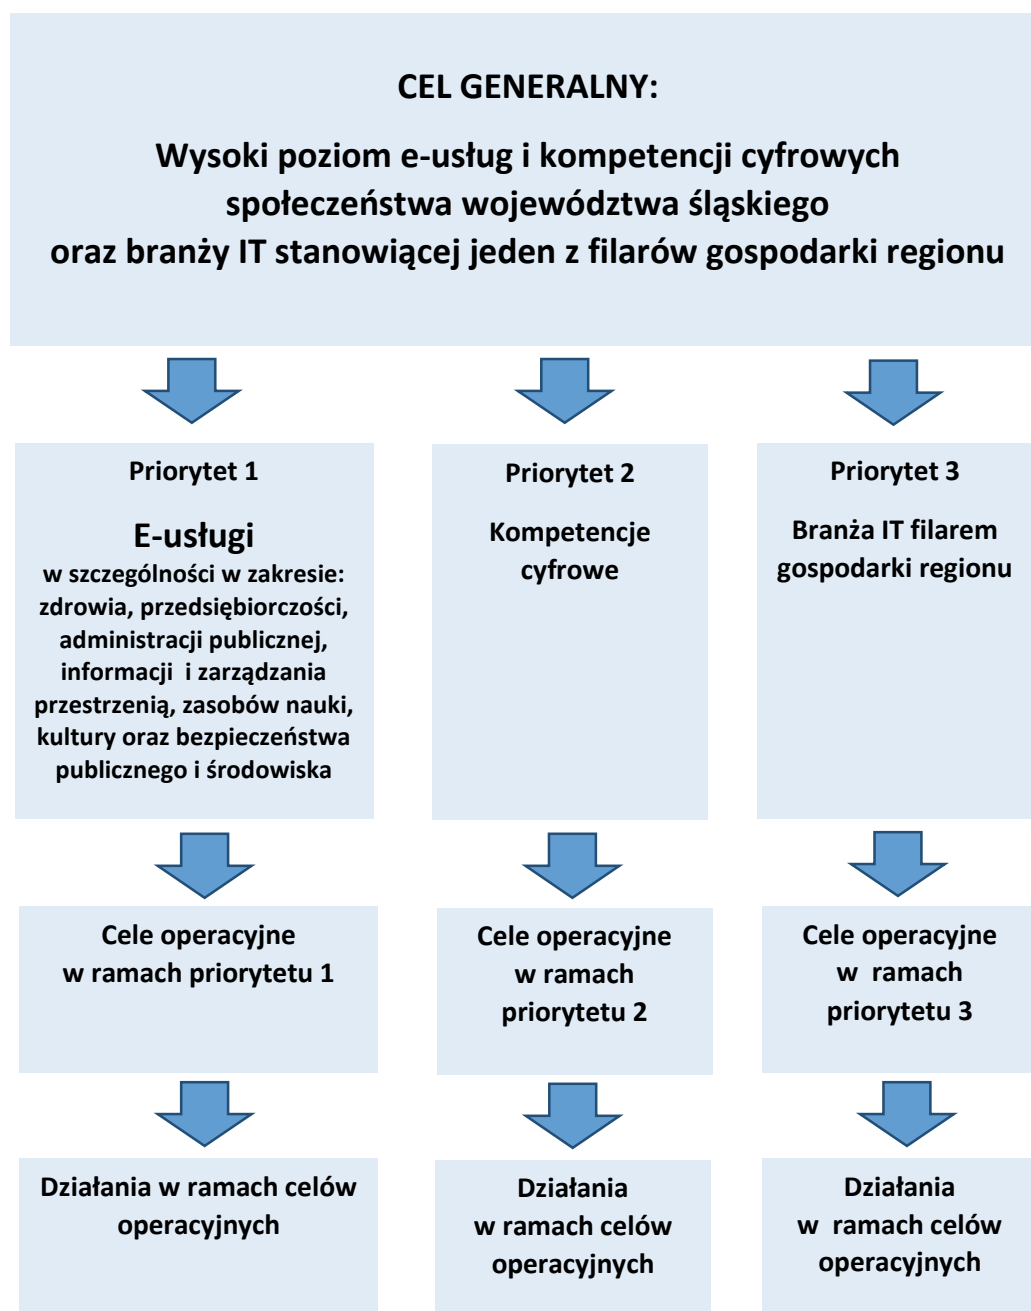 CEL GENERALNY:
Wysoki poziom e-usług i kompetencji cyfrowych
społeczeństwa województwa śląskiego
oraz branży IT stanowiącej jeden z filarów gospodarki regionu
Priorytet 1
E-usługi
w szczególności w zakresie:
zdrowia, przedsiębiorczości,
administracji publicznej,
informacji i zarządzania
przestrzenią, zasobów nauki,
kultury oraz bezpieczeństwa
publicznego i środowiska
Priorytet 2
Kompetencje
cyfrowe
Priorytet 3
Branża IT filarem
gospodarki regionu
Cele operacyjne
w ramach priorytetu 1
Cele operacyjne
w ramach
priorytetu 2
Cele operacyjne
w ramach
priorytetu 3
Działania w ramach celów
operacyjnych
Działania
w ramach celów
operacyjnych
Działania
w ramach celów
operacyjnych